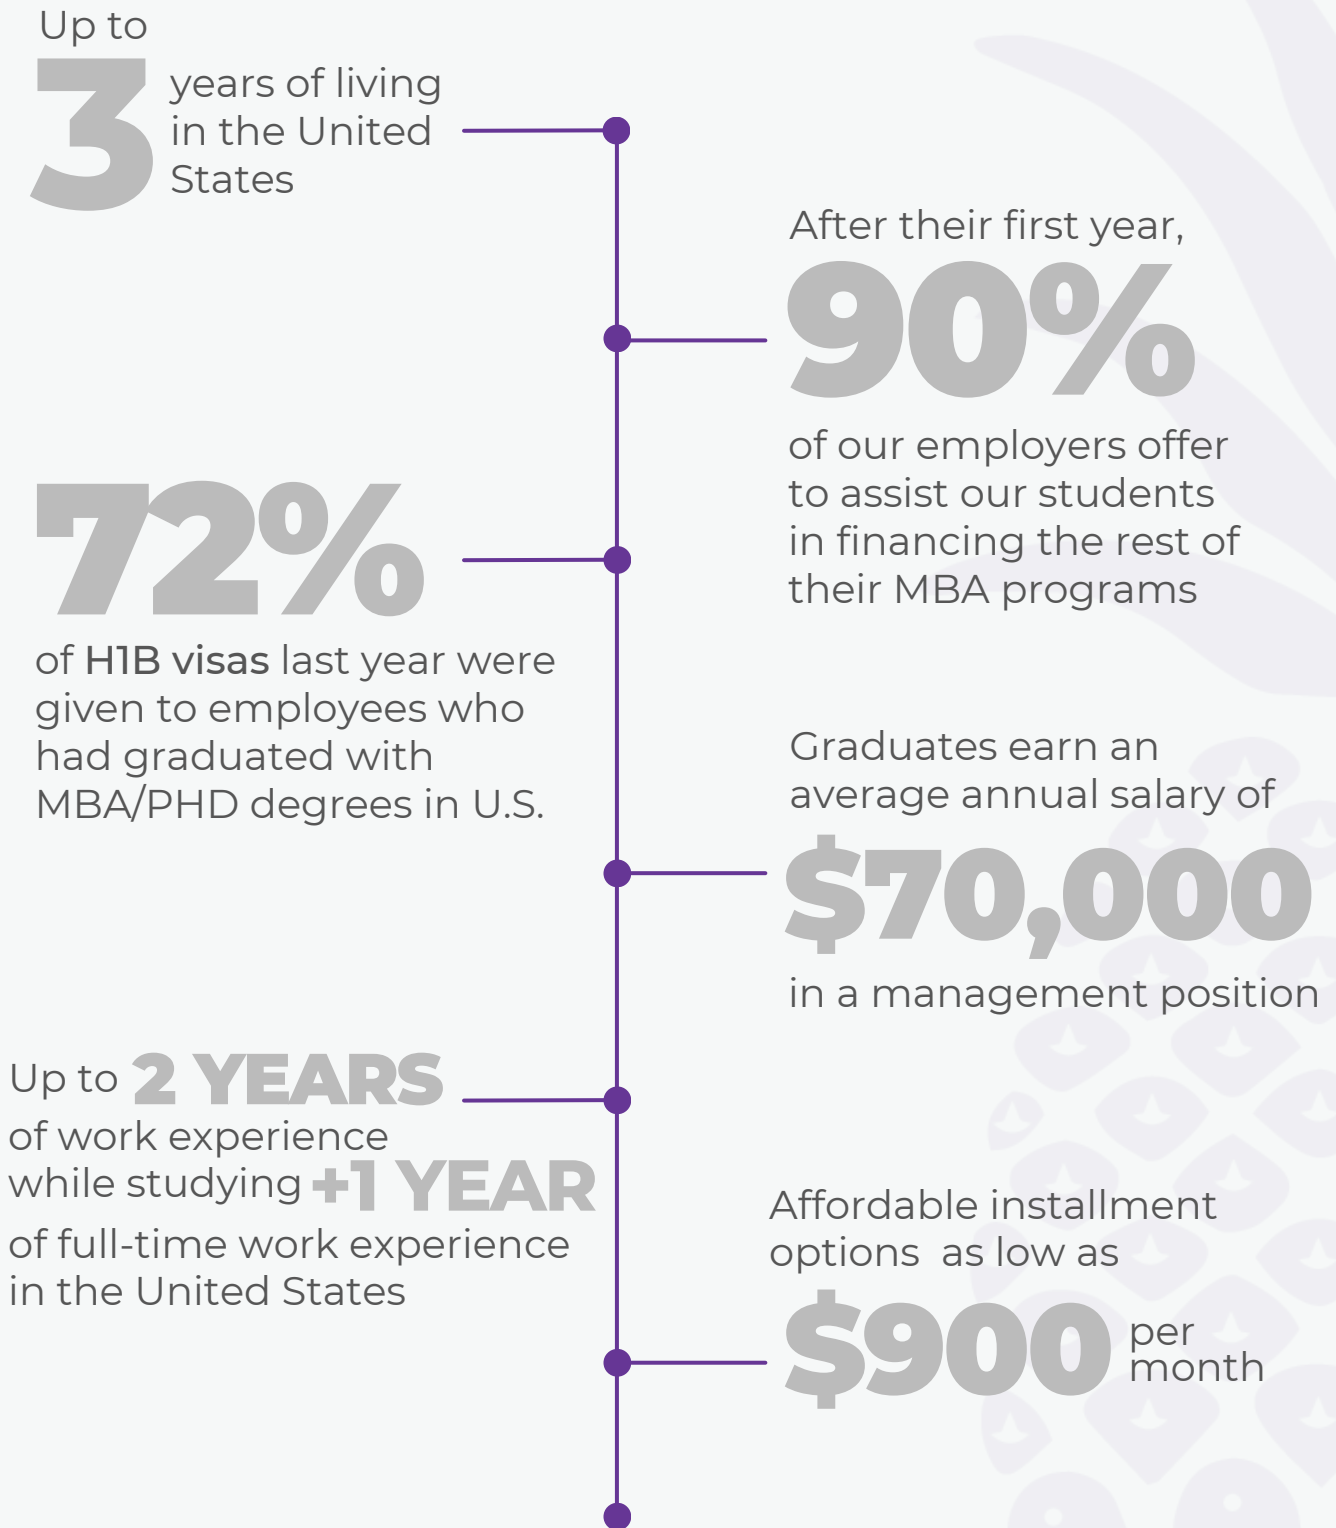 Up to
3
years of living
in the United
States
After their first year,
90%
of our employers offer
to assist our students
in financing the rest of
their MBA programs
72%
of H1B visas last year were
given to employees who
had graduated with
MBA/PHD degrees in U.S.
Graduates earn an
average annual salary of
$70,000
in a management position
Up to 2 YEARS
of work experience
while studying +1 YEAR
of full-time work experience
in the United States
Affordable installment
options as low as
$900
per
month